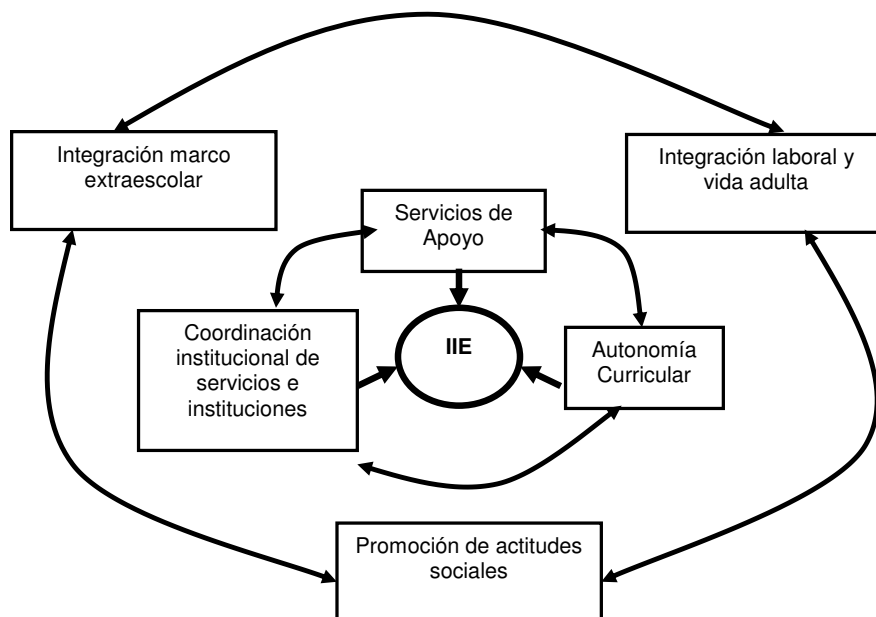 Integración marco
extraescolar
Integración laboral y
vida adulta
Servicios de
Apoyo
Coordinación
institucional de
servicios e
instituciones
IIE
Autonomía
Curricular
Promoción de actitudes
sociales